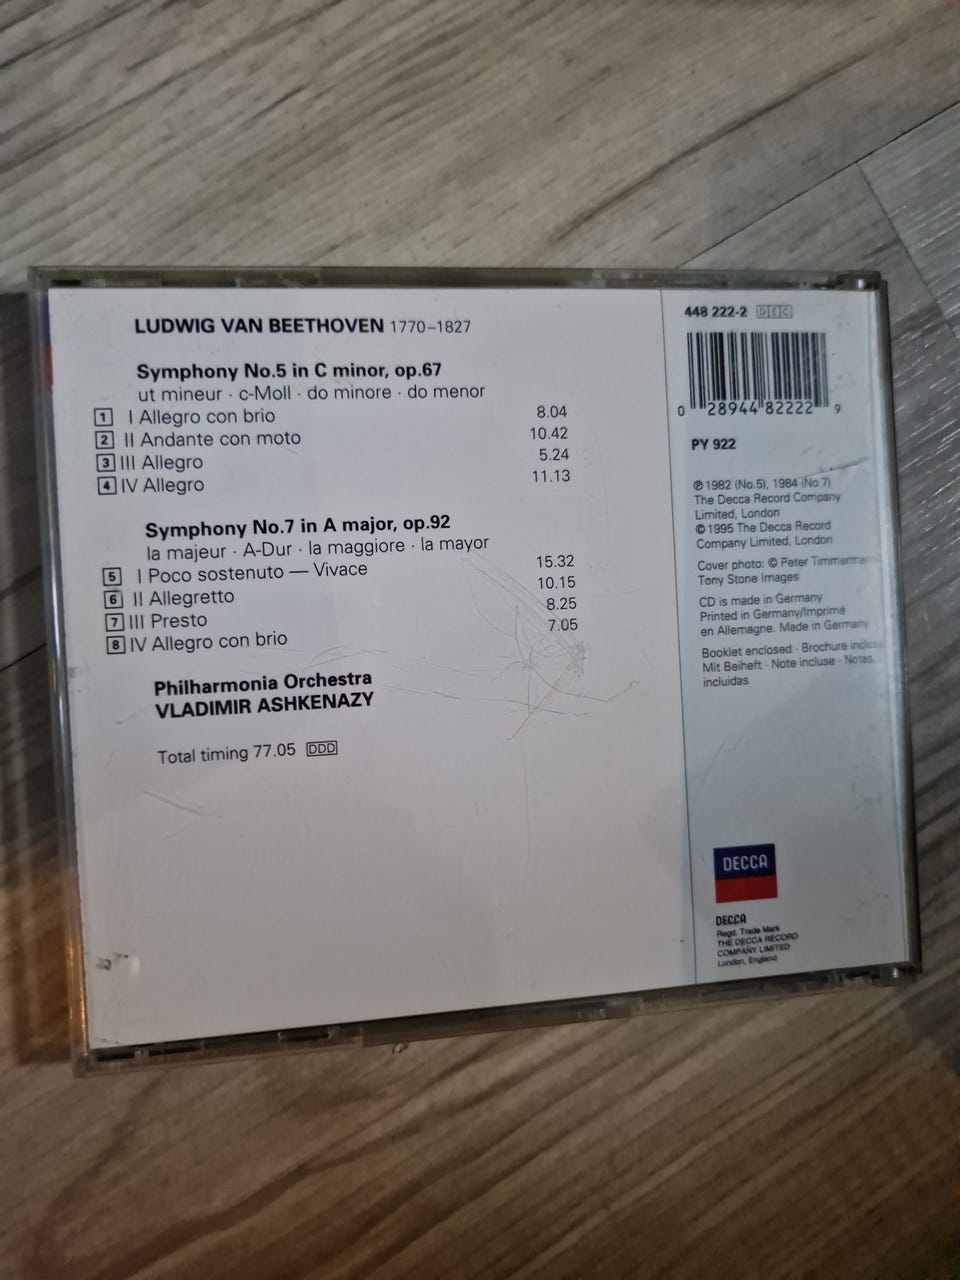 LUDWIG VAN BEETHOVEN 1770–1827
Symphony No.5 in C minor, op.67
ut mineur · c-Moll · do minore · do menor
1 I Allegro con brio 8.04
2 II Andante con moto 10.42
3 III Allegro 5.24
4 IV Allegro 11.13
Symphony No.7 in A major, op.92
la majeur · A-Dur · la maggiore · la mayor
5 I Poco sostenuto — Vivace 15.32
6 II Allegretto 10.15
7 III Presto 8.25
8 IV Allegro con brio 7.05
Philharmonia Orchestra
VLADIMIR ASHKENAZY
Total timing 77.05 DDD
448 222-2 DEC
0 28944 82222 9
PY 922
℗ 1982 (No.5), 1984 (No.7)
The Decca Record Company
Limited, London
© 1995 The Decca Record
Company Limited, London
Cover photo: © Peter Timmerman
Tony Stone Images
CD is made in Germany
Printed in Germany/Imprimé
en Allemagne. Made in Germany
Booklet enclosed · Brochure incluse
Mit Beiheft · Note incluse · Notas
incluidas
DECCA
DECCA
Regd. Trade Mark
THE DECCA RECORD
COMPANY LIMITED
London, England